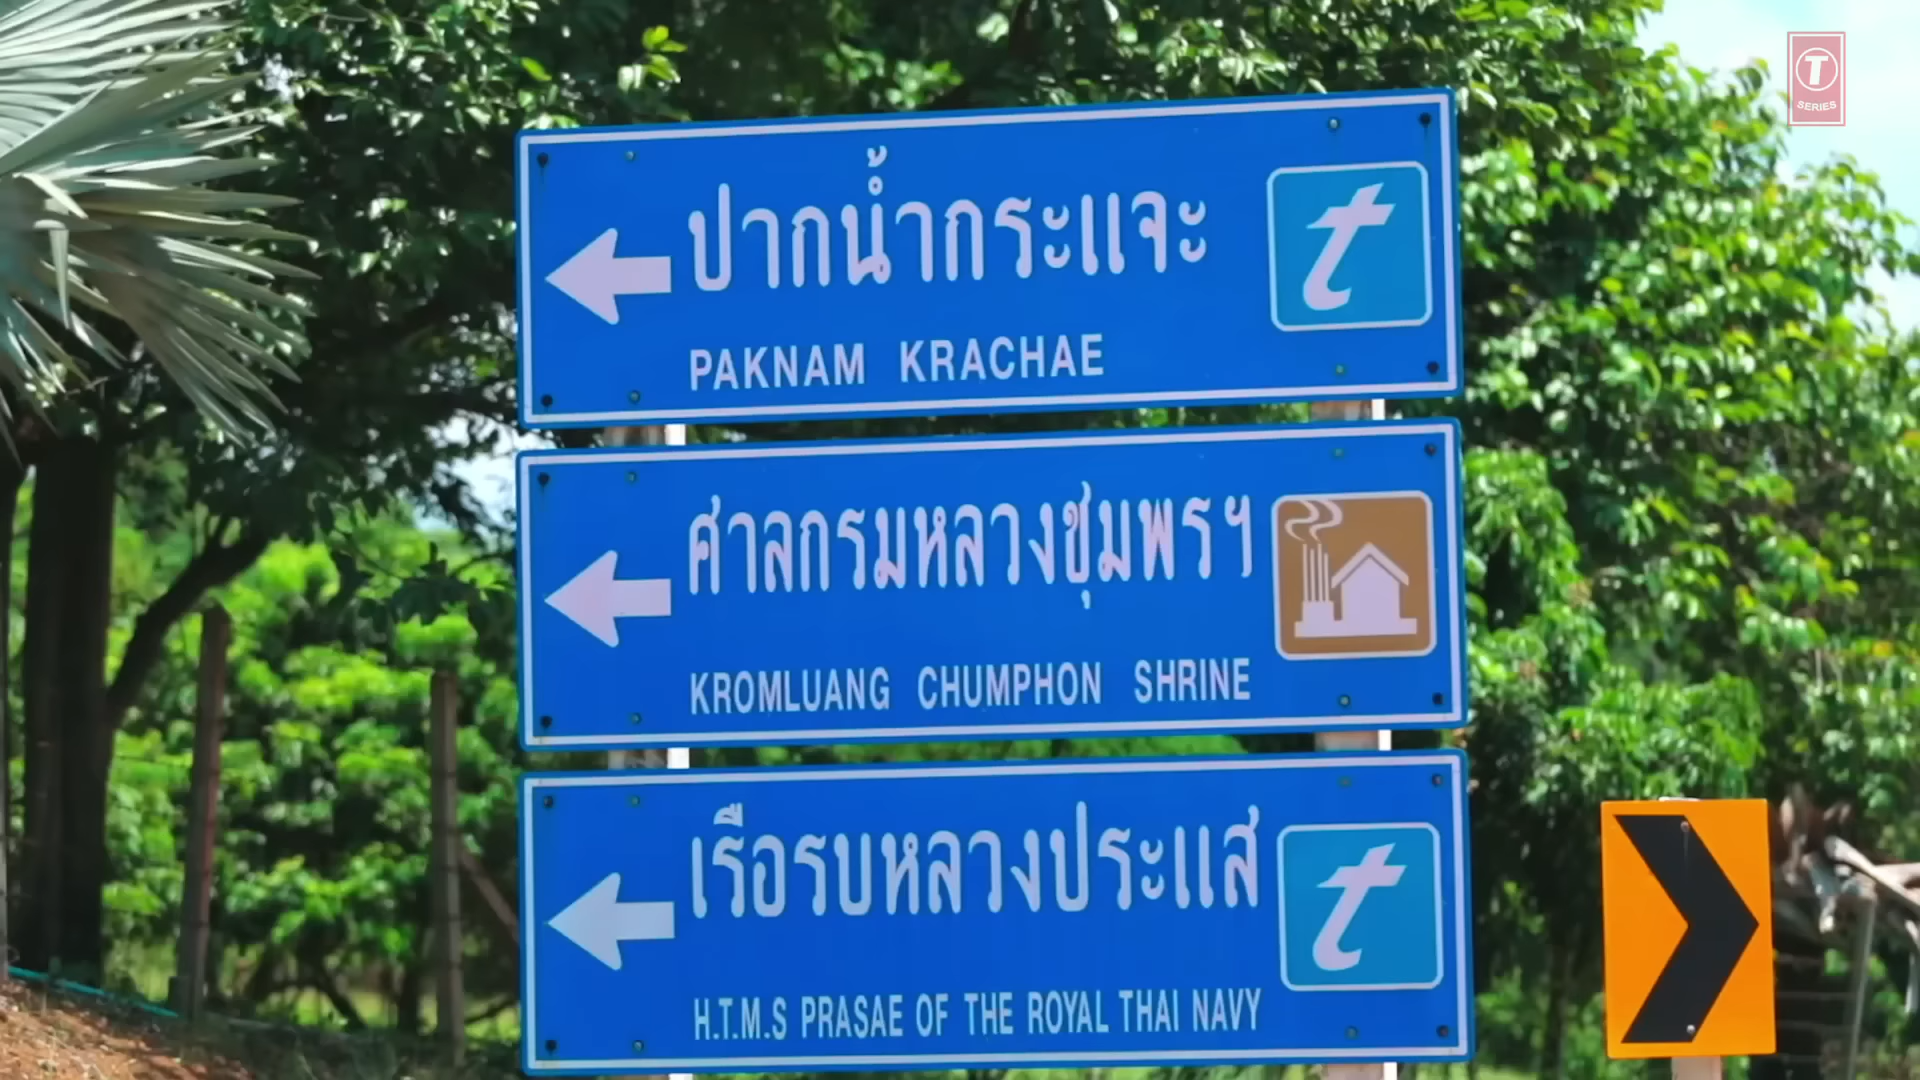 T
SERIES
ปากน้ำกระแจะ
t
PAKNAM KRACHAE
ศาลกรมหลวงชุมพรฯ
KROMLUANG CHUMPHON SHRINE
เรือรบหลวงประแส
t
H.T.M.S PRASAE OF THE ROYAL THAI NAVY